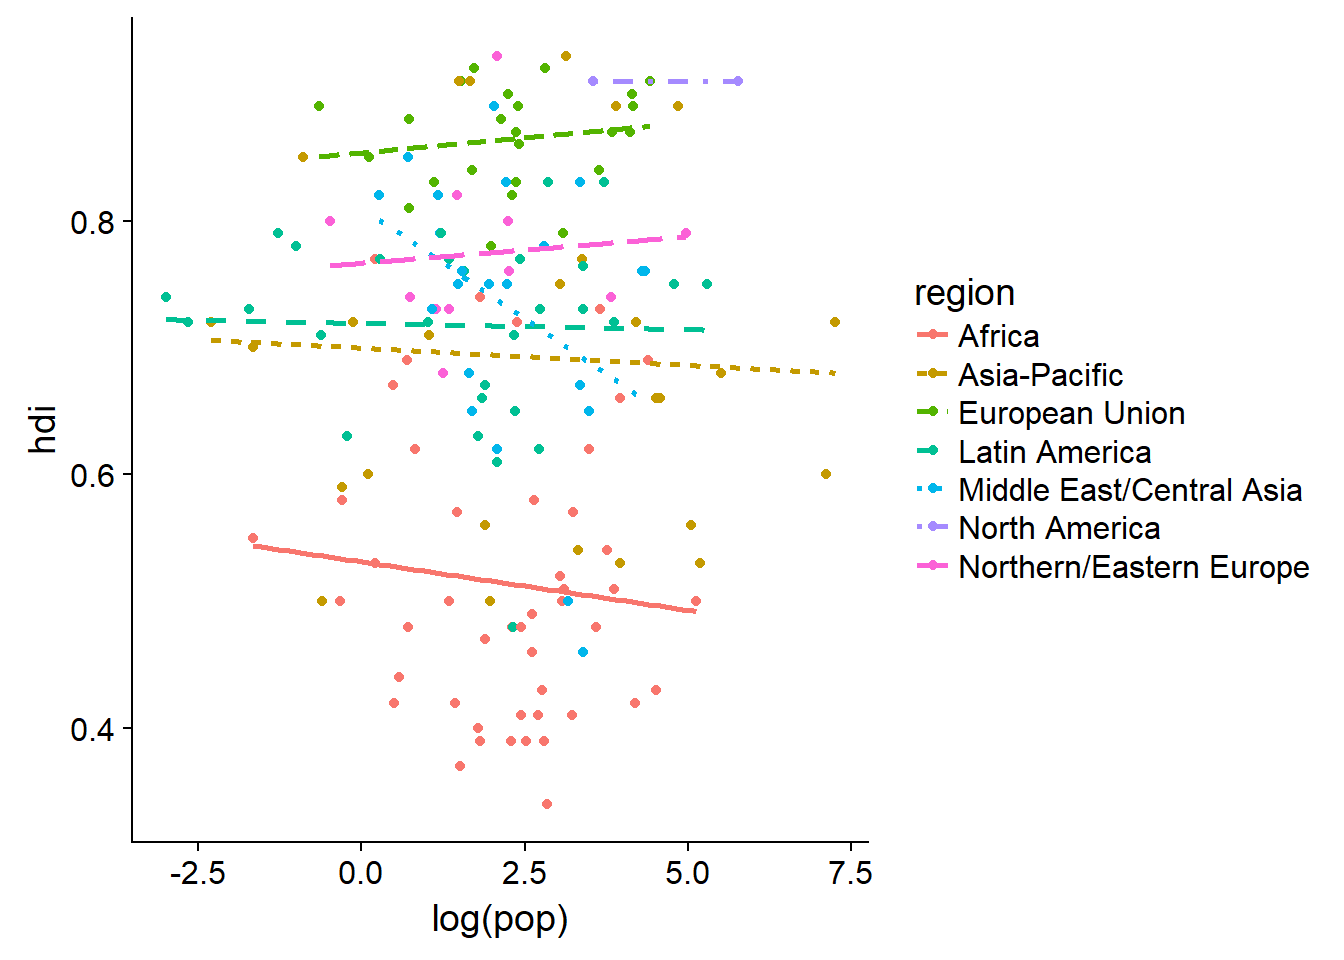 hdi
0.8
0.6
0.4
-2.5
0.0
2.5
5.0
7.5
log(pop)
region
Africa
Asia-Pacific
European Union
Latin America
Middle East/Central Asia
North America
Northern/Eastern Europe